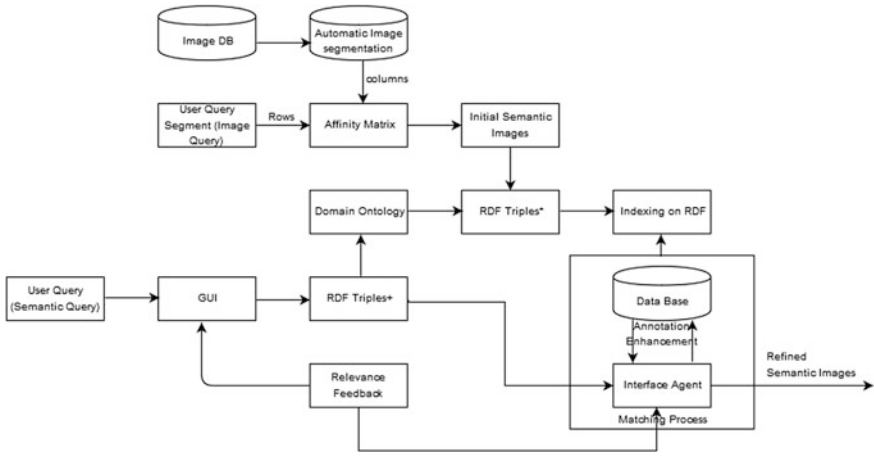 Image DB
Automatic Image
segmentation
columns
User Query
Segment (Image
Query)
Rows
Affinity Matrix
Initial Semantic
Images
Domain Ontology
RDF Triples*
Indexing on RDF
User Query
(Semantic Query)
GUI
RDF Triples+
Data Base
Annotation
Enhancement
Relevance
Feedback
Interface Agent
Refined
Semantic Images
Matching Process